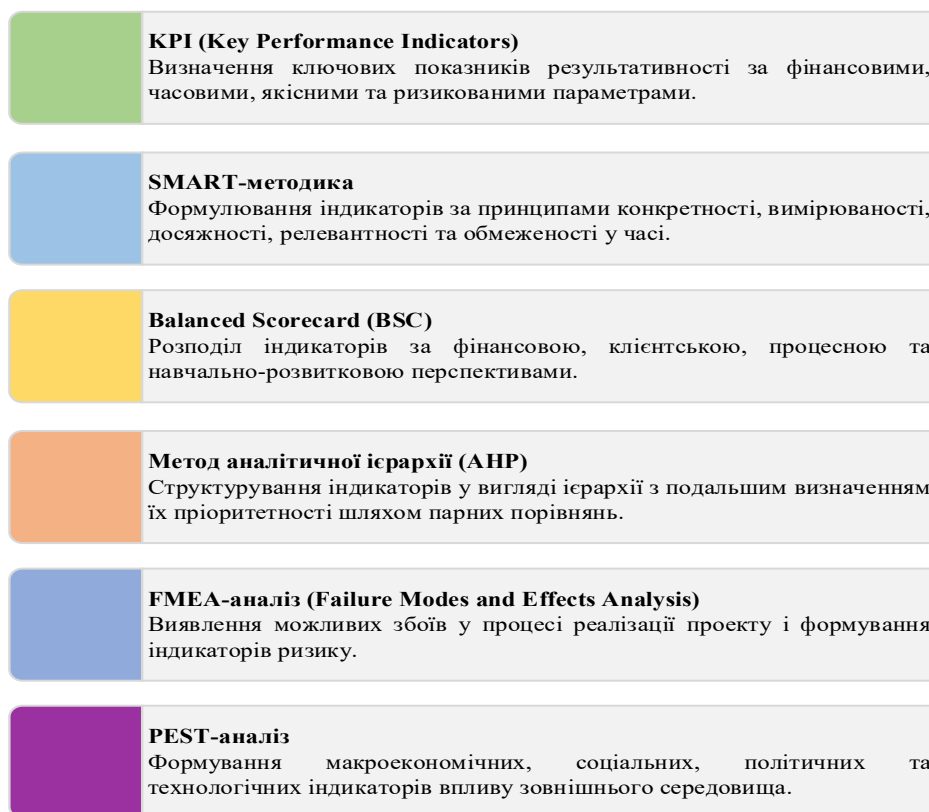 KPI (Key Performance Indicators)
Визначення ключових показників результативності за фінансовими,
часовими, якісними та ризикованими параметрами.
SMART-методика
Формулювання індикаторів за принципами конкретності, вимірюваності,
досяжності, релевантності та обмеженості у часі.
Balanced Scorecard (BSC)
Розподіл індикаторів за фінансовою, клієнтською, процесною та
навчально-розвитковою перспективами.
Метод аналітичної ієрархії (AHP)
Структурування індикаторів у вигляді ієрархії з подальшим визначенням
їх пріоритетності шляхом парних порівнянь.
FMEA-аналіз (Failure Modes and Effects Analysis)
Виявлення можливих збоїв у процесі реалізації проекту і формування
індикаторів ризику.
PEST-аналіз
Формування макроекономічних, соціальних, політичних та
технологічних індикаторів впливу зовнішнього середовища.